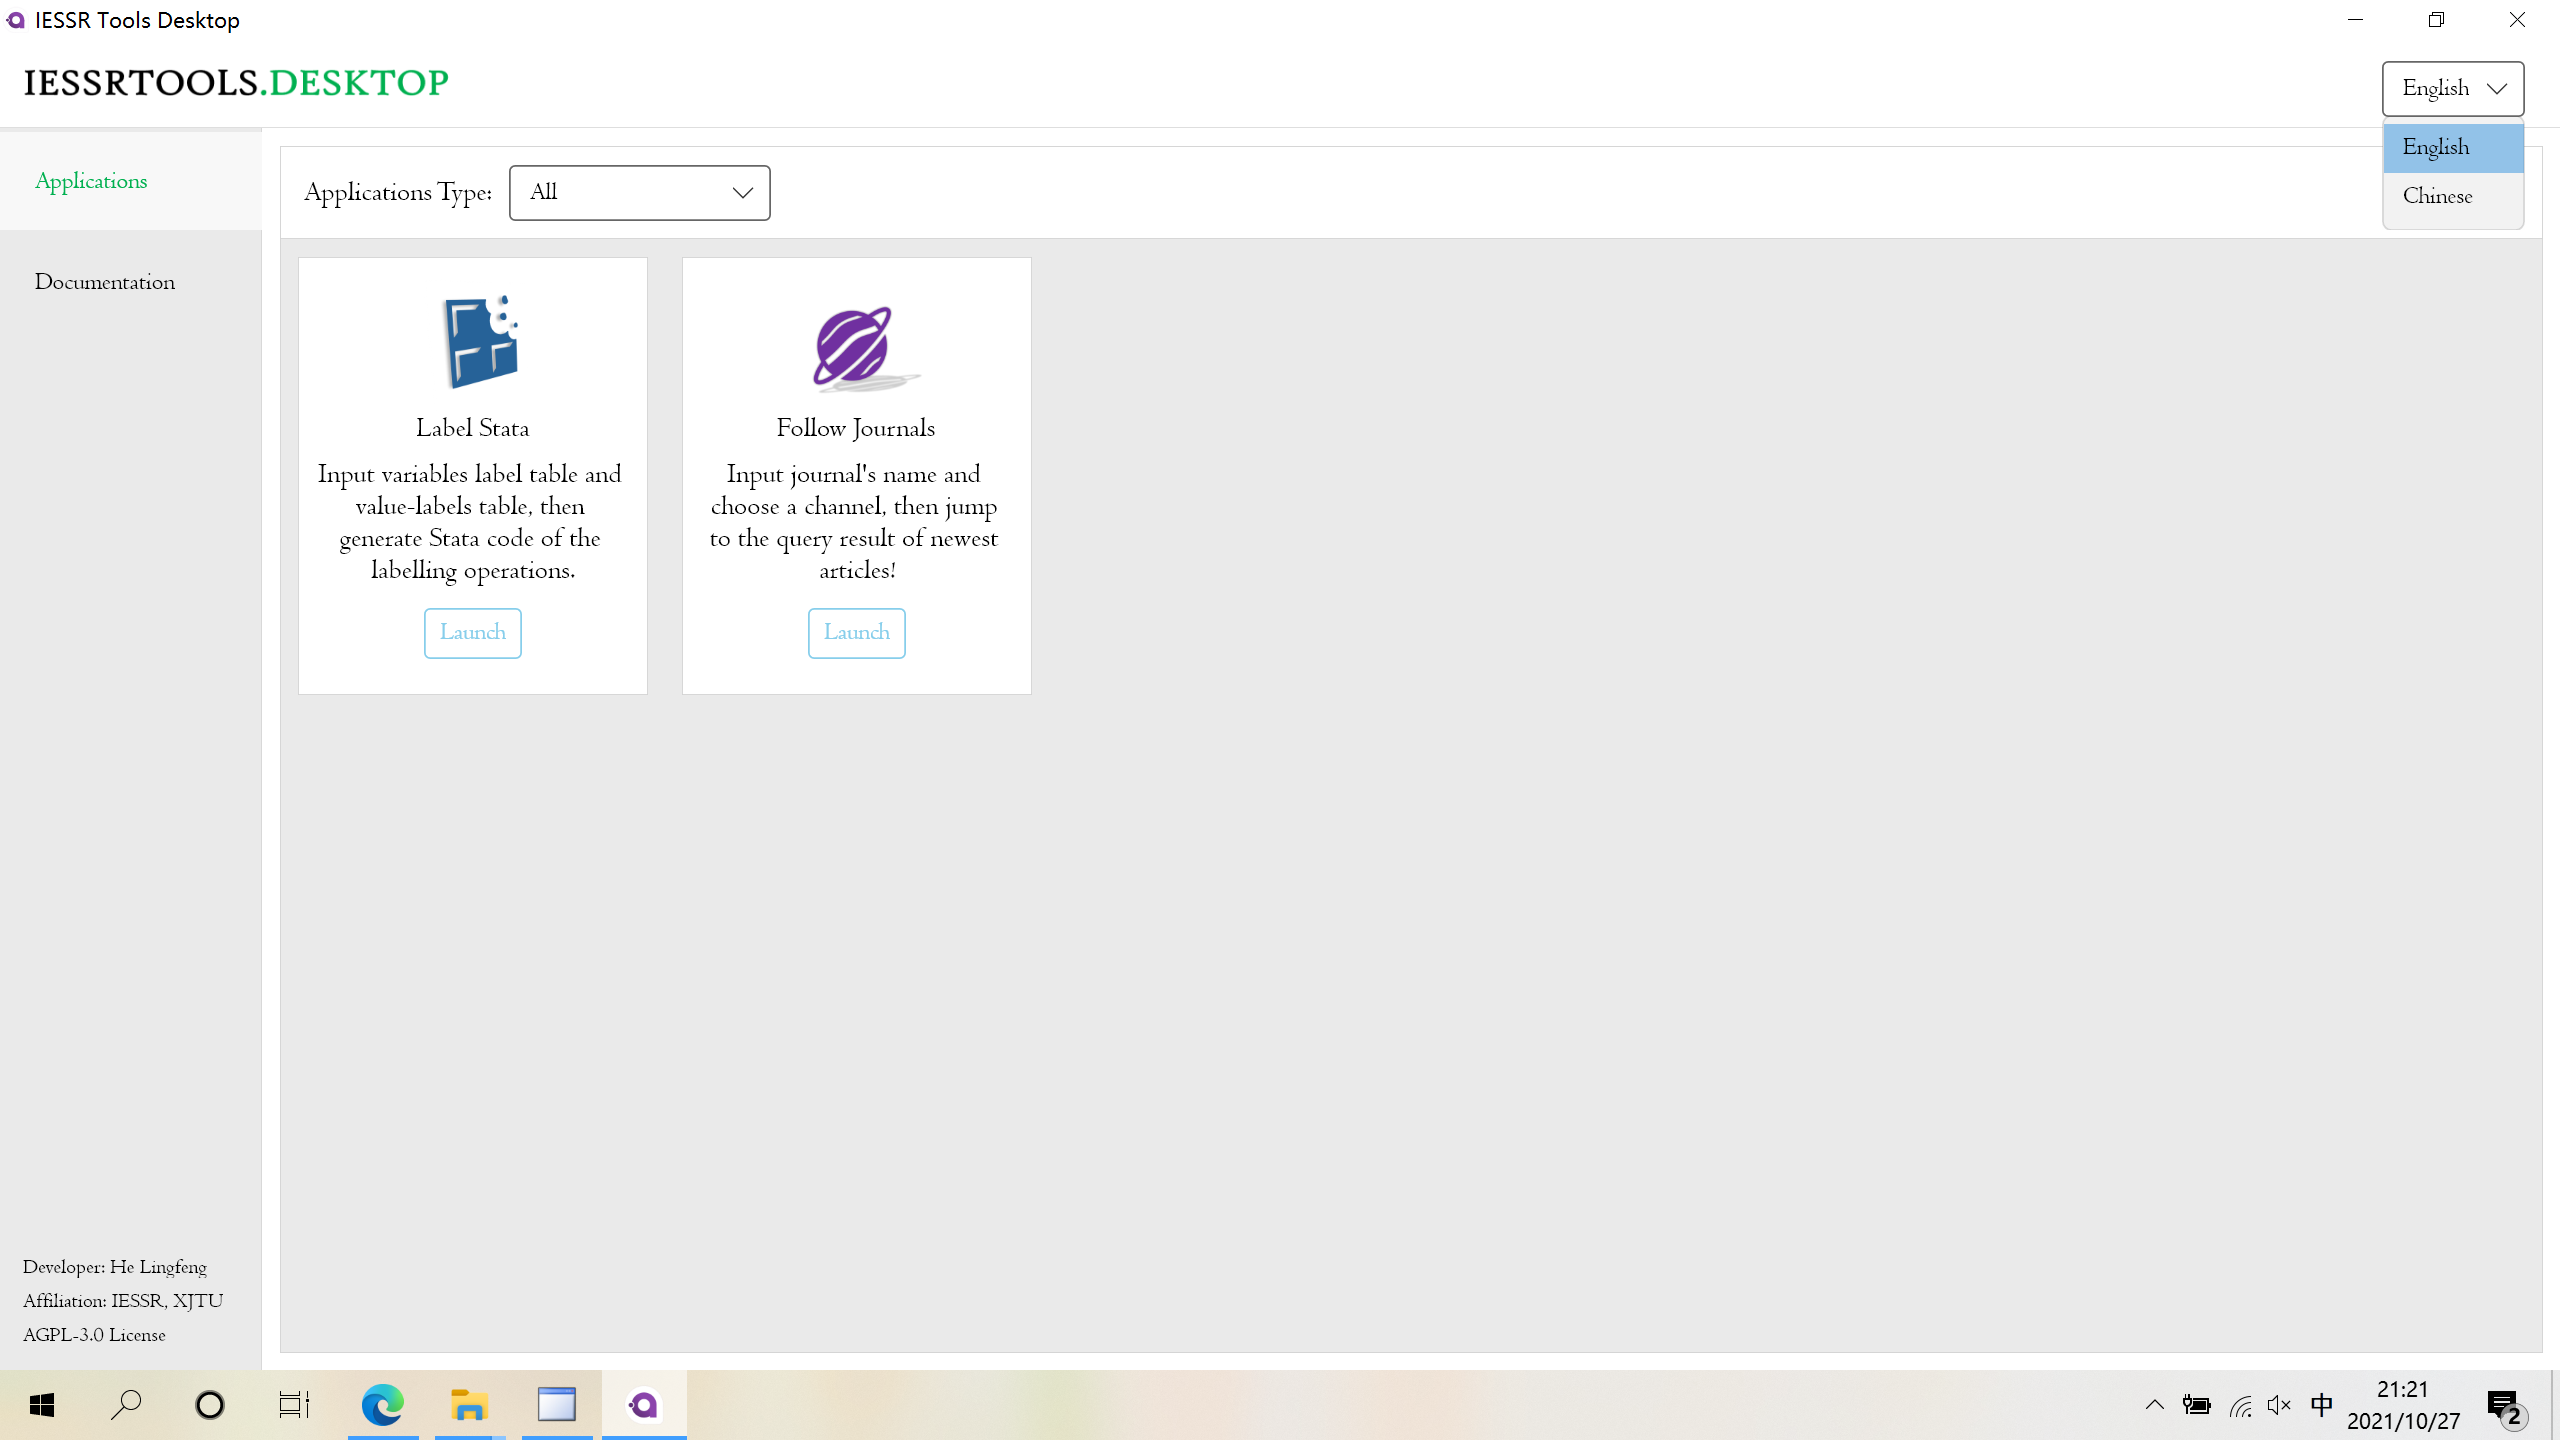 IESSR Tools Desktop
IESSRTOOLS.DESKTOP
English
English
Chinese
Applications
Documentation
Applications Type:
All
Label Stata
Input variables label table and
value-labels table, then
generate Stata code of the
labelling operations.
Launch
Follow Journals
Input journal's name and
choose a channel, then jump
to the query result of newest
articles!
Launch
Developer: He Lingfeng
Affiliation: IESSR, XJTU
AGPL-3.0 License
中
21:21
2021/10/27
2